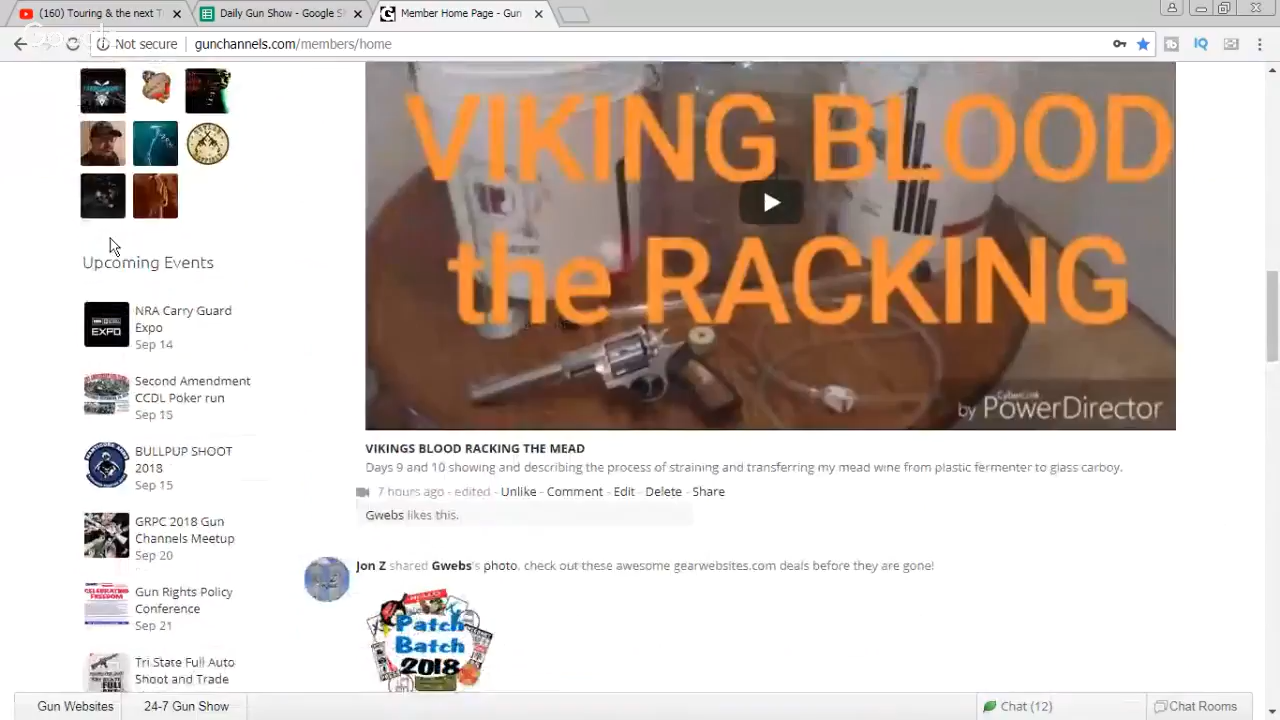 (160) Touring & the next T
Daily Gun Show - Google S
Member Home Page - Gun
Not secure
gunchannels.com/members/home
VIKING BLOOD
the RACKING
CyberLink
by PowerDirector
Upcoming Events
NRA Carry Guard
Expo
Sep 14
Second Amendment
CCDL Poker run
Sep 15
BULLPUP SHOOT
2018
Sep 15
GRPC 2018 Gun
Channels Meetup
Sep 20
Gun Rights Policy
Conference
Sep 21
Tri State Full Auto
Shoot and Trade
VIKINGS BLOOD RACKING THE MEAD
Days 9 and 10 showing and describing the process of straining and transferring my mead wine from plastic fermenter to glass carboy.
7 hours ago - edited - Unlike - Comment - Edit - Delete - Share
Gwebs likes this.
Jon Z shared Gwebs's photo. check out these awesome gearwebsites.com deals before they are gone!
Patch
Batch
2018
Gun Websites
24-7 Gun Show
Chat (12)
Chat Rooms